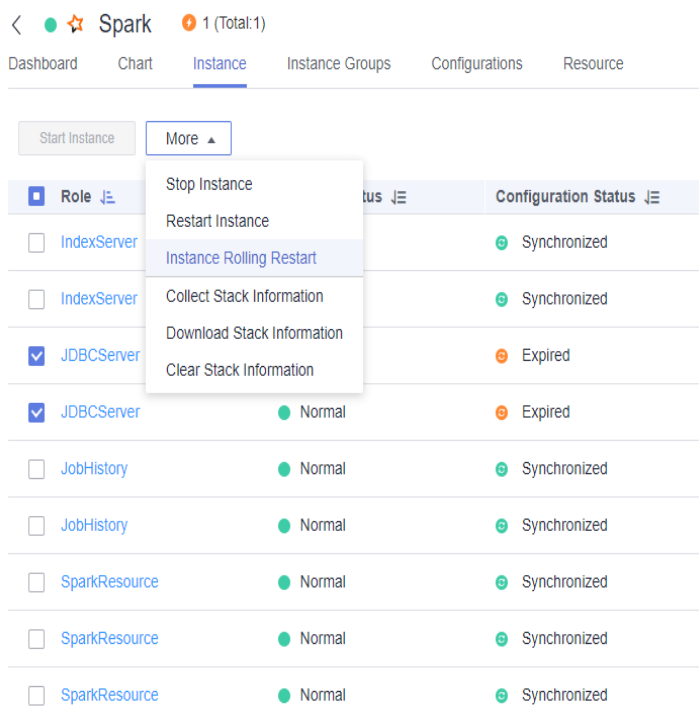 Spark 1 (Total:1)
Dashboard Chart Instance Instance Groups Configurations Resource
Start Instance More
Stop Instance
Role tus Configuration Status
Restart Instance
IndexServer Synchronized
Instance Rolling Restart
IndexServer Collect Stack Information Synchronized
Download Stack Information
JDBCServer Expired
Clear Stack Information
JDBCServer Normal Expired
JobHistory Normal Synchronized
JobHistory Normal Synchronized
SparkResource Normal Synchronized
SparkResource Normal Synchronized
SparkResource Normal Synchronized